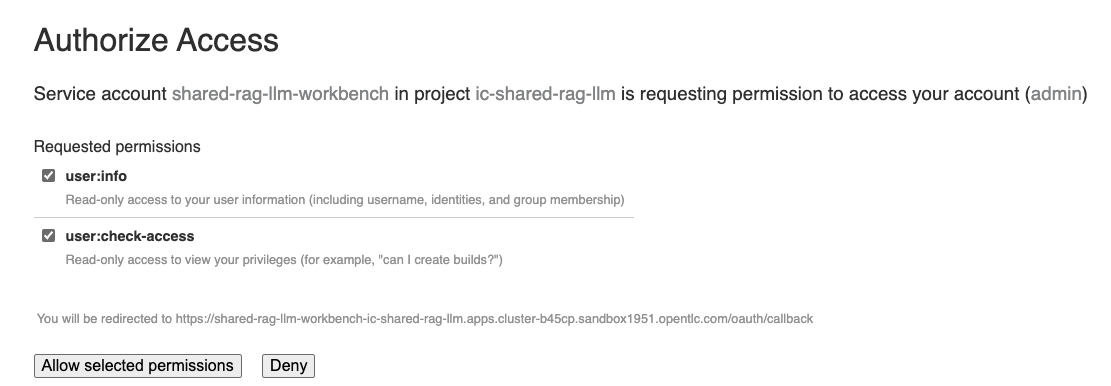 Authorize Access
Service account shared-rag-llm-workbench in project ic-shared-rag-llm is requesting permission to access your account (admin)
Requested permissions
user:info
Read-only access to your user information (including username, identities, and group membership)
user:check-access
Read-only access to view your privileges (for example, "can I create builds?")
You will be redirected to https://shared-rag-llm-workbench-ic-shared-rag-llm.apps.cluster-b45cp.sandbox1951.opentlc.com/oauth/callback
Allow selected permissions Deny